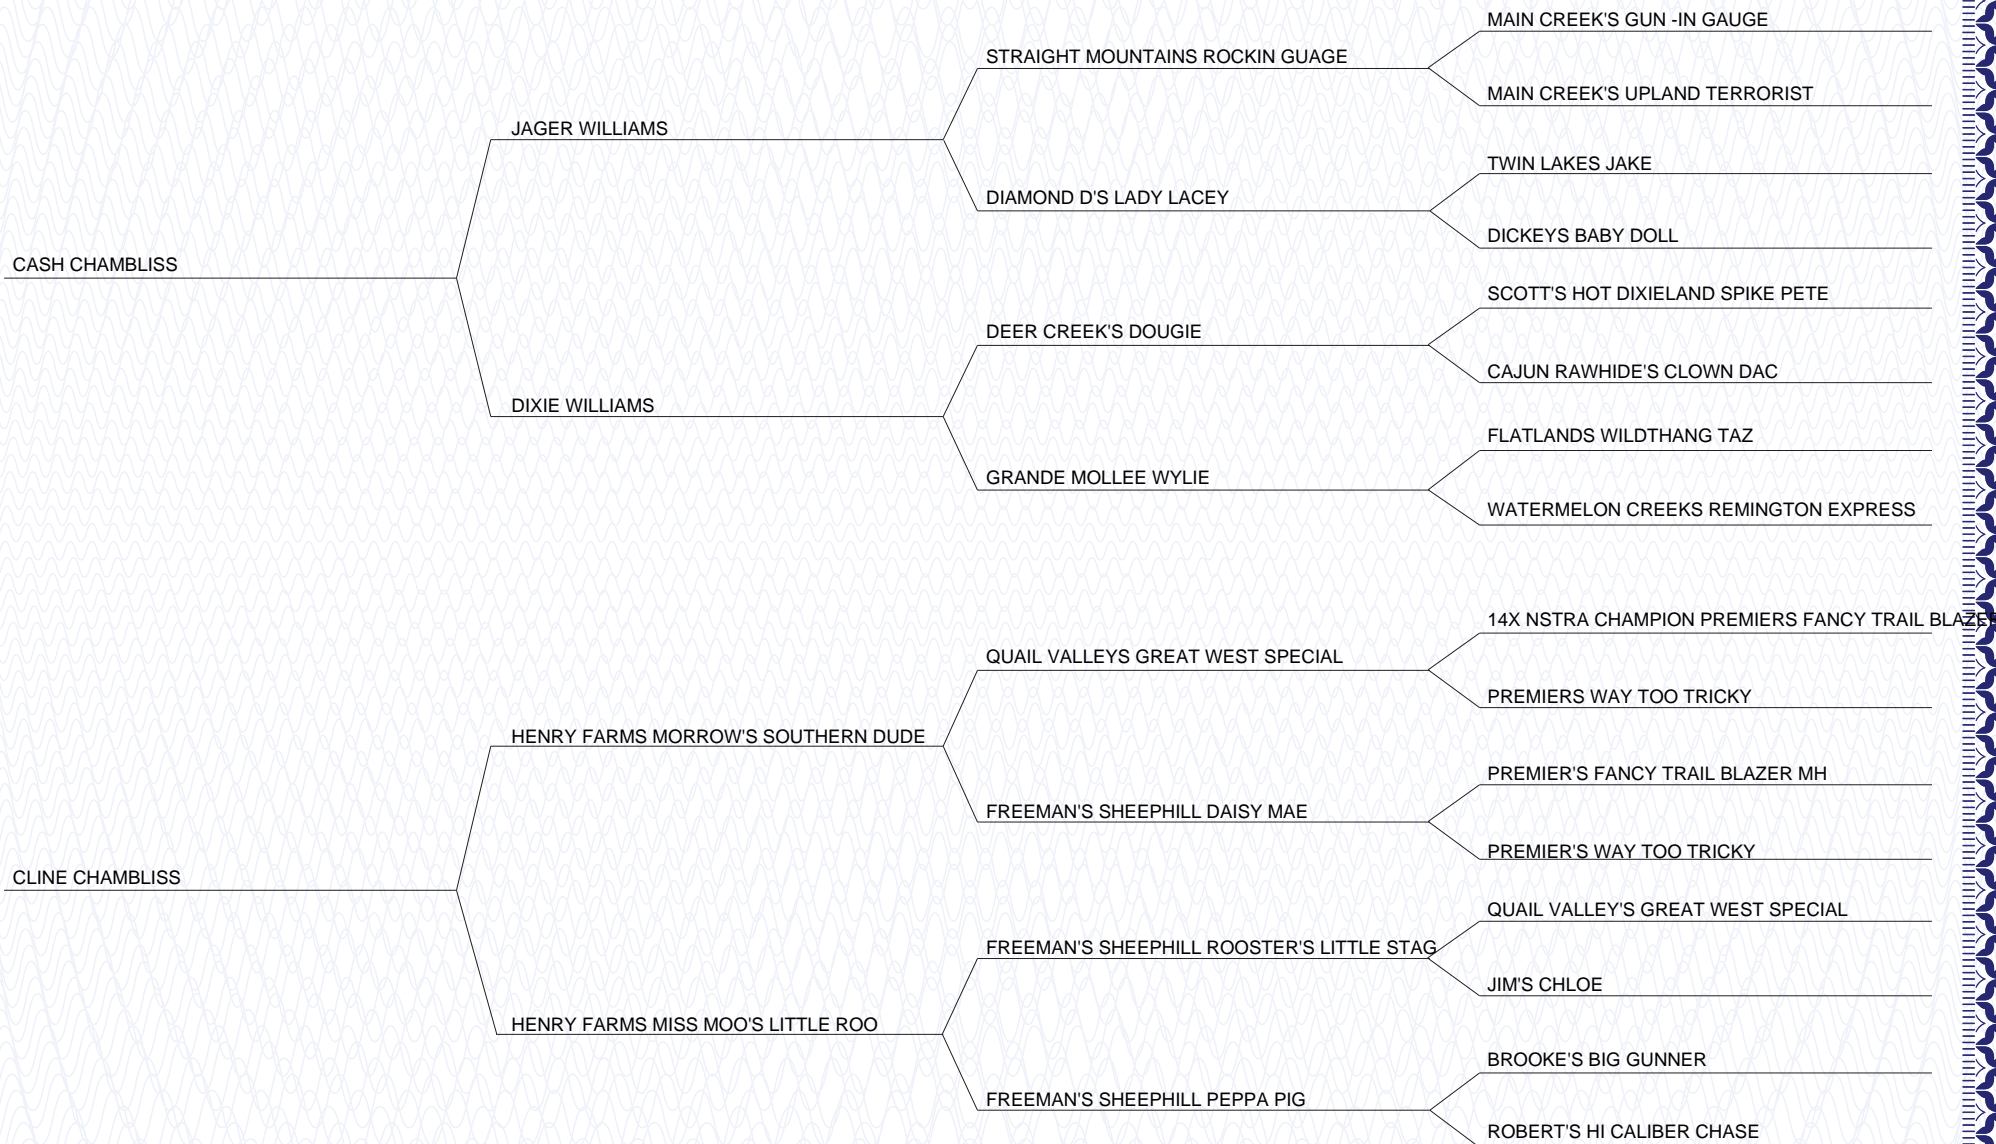 MAIN CREEK'S GUN -IN GAUGE
STRAIGHT MOUNTAINS ROCKIN GUAGE
MAIN CREEK'S UPLAND TERRORIST
JAGER WILLIAMS
TWIN LAKES JAKE
DIAMOND D'S LADY LACEY
DICKEYS BABY DOLL
CASH CHAMBLISS
SCOTT'S HOT DIXIELAND SPIKE PETE
DEER CREEK'S DOUGIE
CAJUN RAWHIDE'S CLOWN DAC
DIXIE WILLIAMS
FLATLANDS WILDTHANG TAZ
GRANDE MOLLEE WYLIE
WATERMELON CREEKS REMINGTON EXPRESS
14X NSTRA CHAMPION PREMIERS FANCY TRAIL BLAZER
QUAIL VALLEYS GREAT WEST SPECIAL
PREMIERS WAY TOO TRICKY
HENRY FARMS MORROW'S SOUTHERN DUDE
PREMIER'S FANCY TRAIL BLAZER MH
FREEMAN'S SHEEPHILL DAISY MAE
PREMIER'S WAY TOO TRICKY
CLINE CHAMBLISS
QUAIL VALLEY'S GREAT WEST SPECIAL
FREEMAN'S SHEEPHILL ROOSTER'S LITTLE STAG
JIM'S CHLOE
HENRY FARMS MISS MOO'S LITTLE ROO
BROOKE'S BIG GUNNER
FREEMAN'S SHEEPHILL PEPPA PIG
ROBERT'S HI CALIBER CHASE